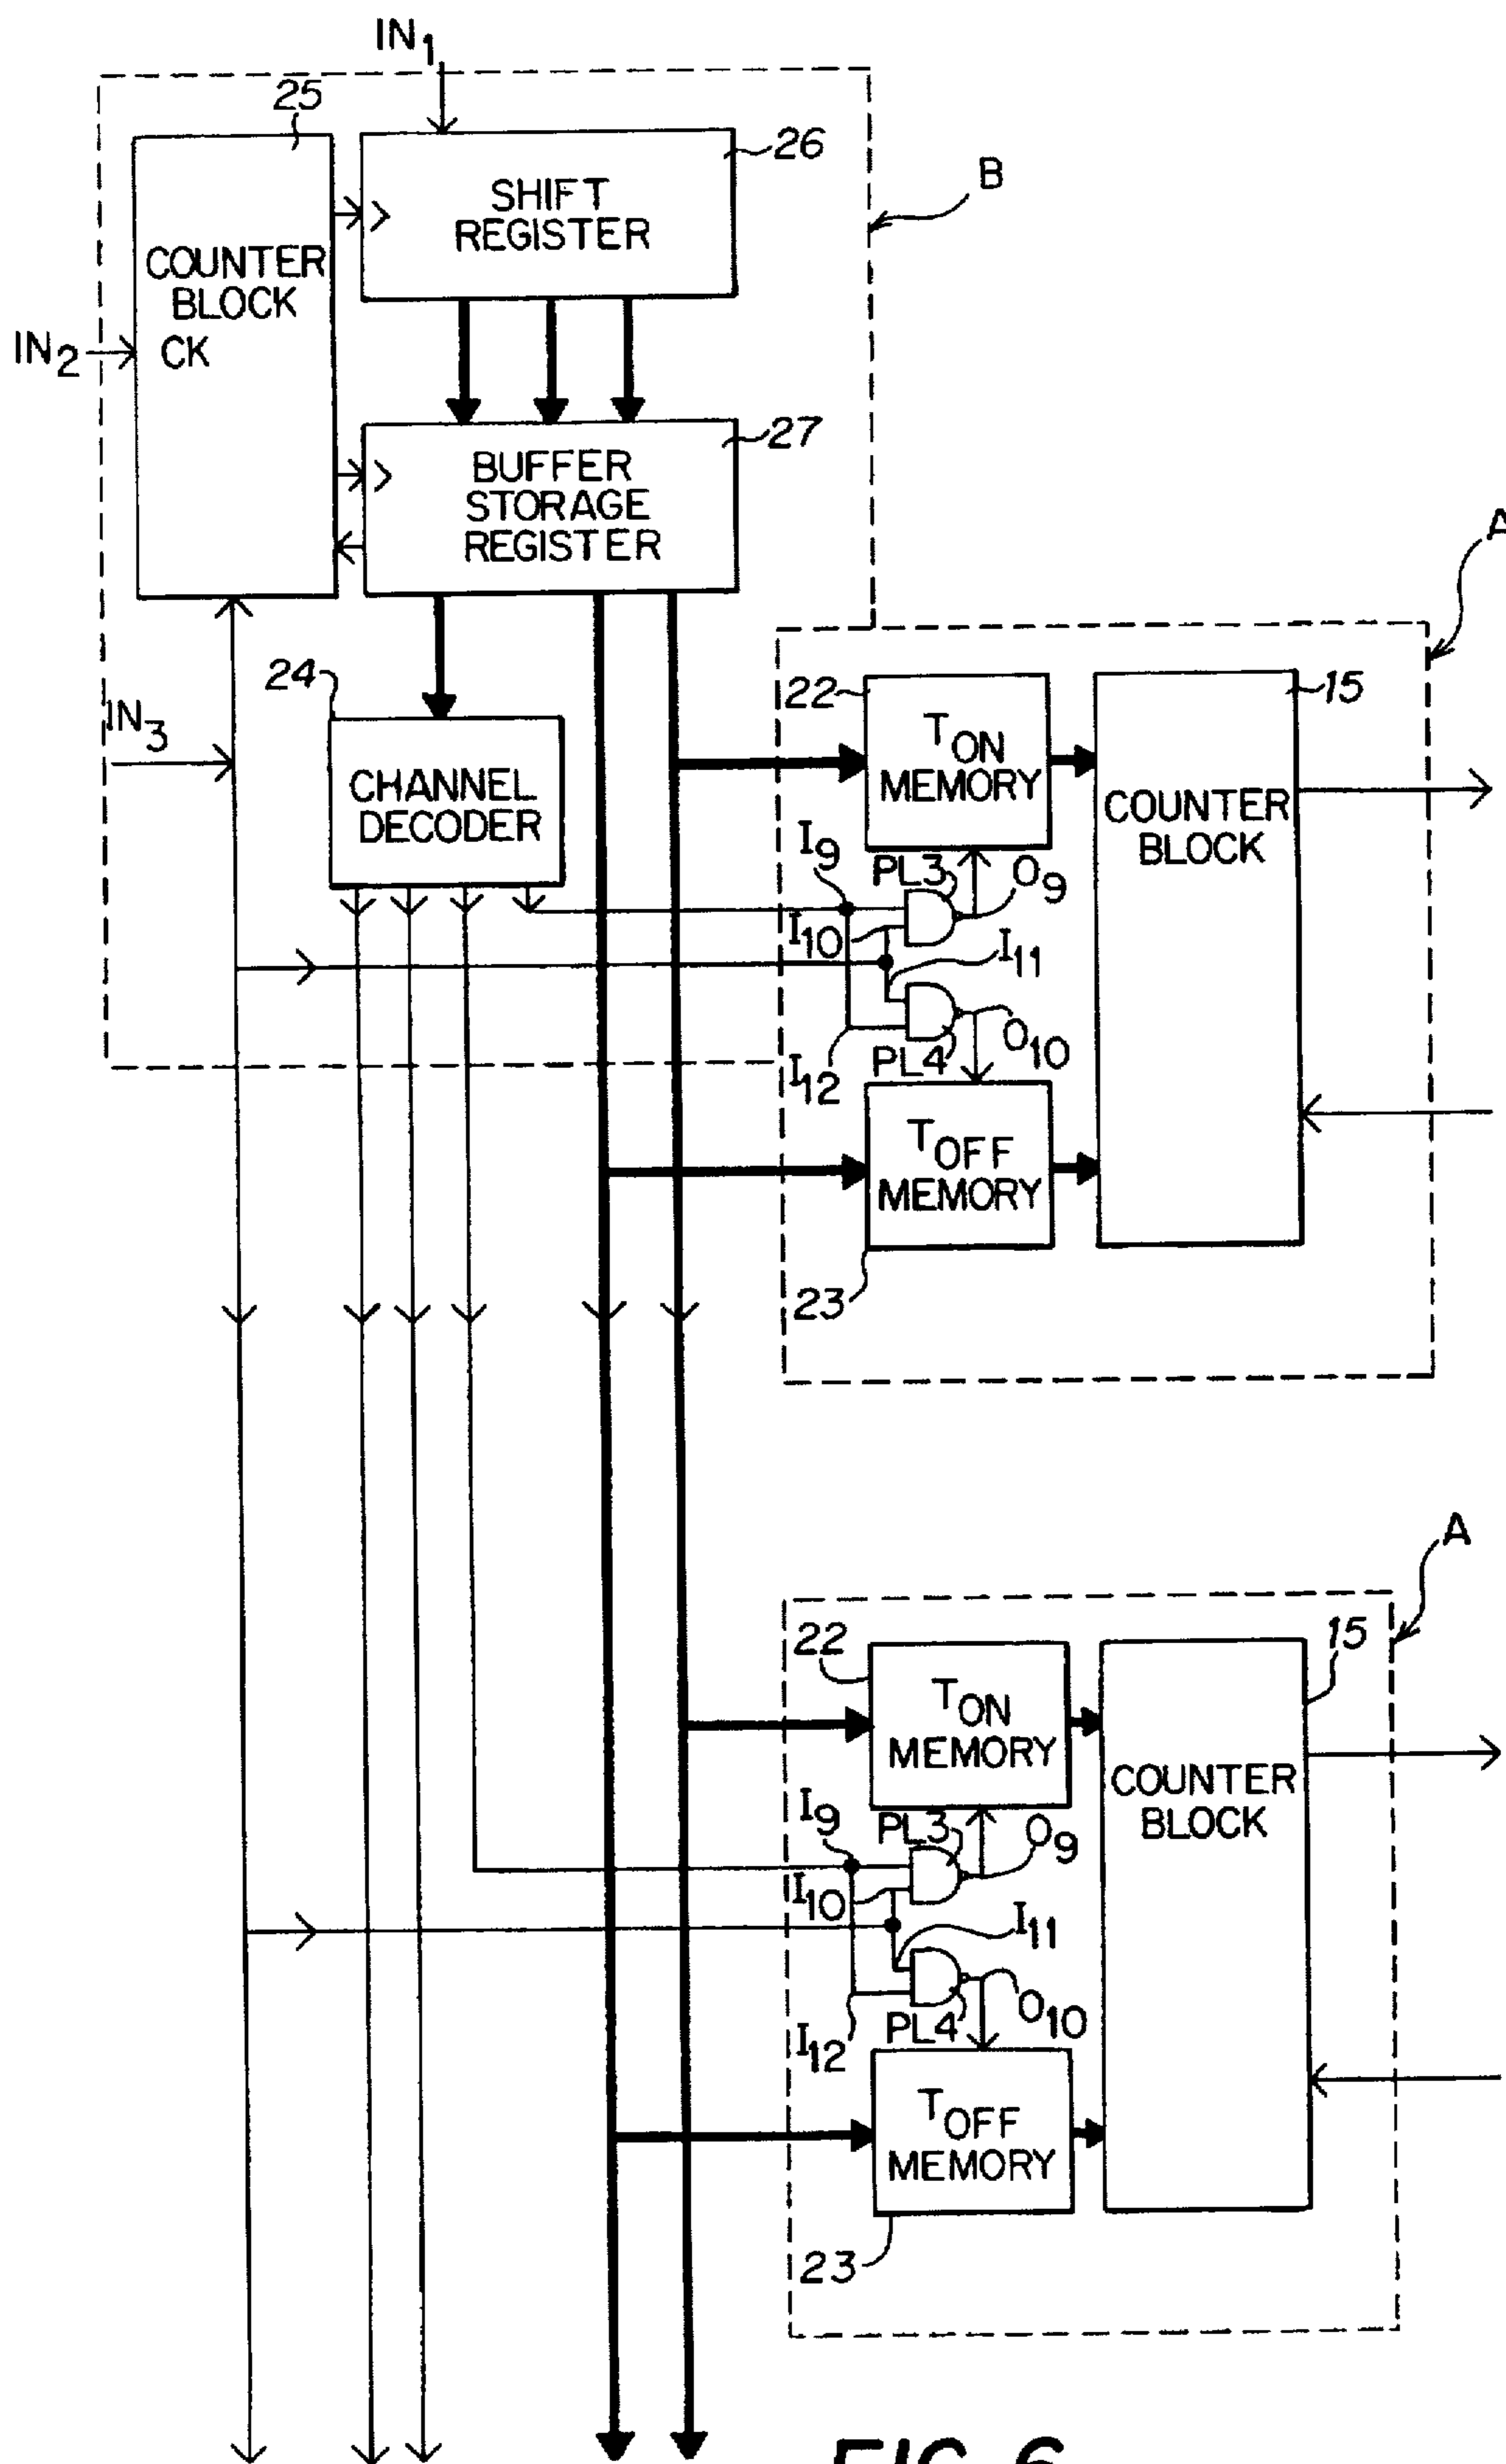 IN1
25
26
SHIFT
REGISTER
B
COUNTER
BLOCK
CK
IN2
27
BUFFER
STORAGE
REGISTER
A
24
IN3
CHANNEL
DECODER
22
TON
MEMORY
15
COUNTER
BLOCK
I9
PL3
O9
I10
I11
PL4
O10
I12
TOFF
MEMORY
23
A
22
TON
MEMORY
15
COUNTER
BLOCK
I9
PL3
O9
I10
I11
PL4
O10
I12
TOFF
MEMORY
23
FIG. 6